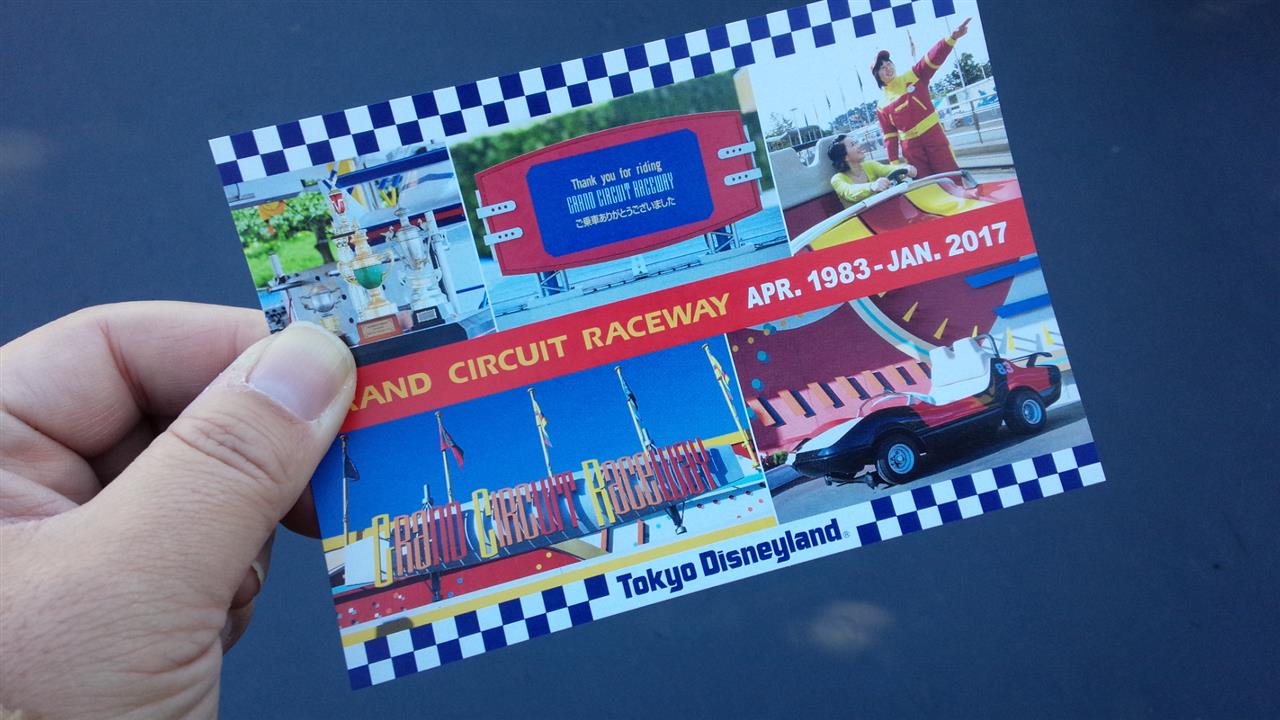 Thank you for riding
GRAND CIRCUIT RACEWAY
ご乗車ありがとうございました
RAND CIRCUIT RACEWAY APR. 1983-JAN. 2017
83
GRAND CIRCUIT RACEWAY
Tokyo Disneyland®